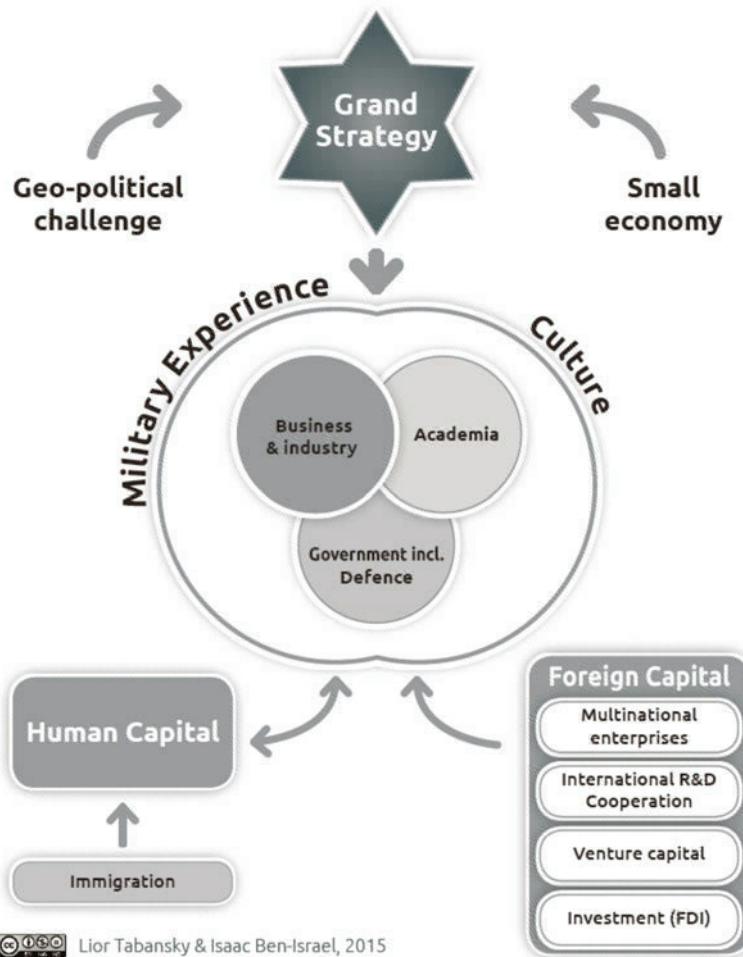 Grand
Strategy
Geo-political
challenge
Small
economy
Military Experience
Culture
Business
& industry
Academia
Government incl.
Defence
Human Capital
Immigration
Foreign Capital
Multinational
enterprises
International R&D
Cooperation
Venture capital
Investment (FDI)
Lior Tabansky & Isaac Ben-Israel, 2015